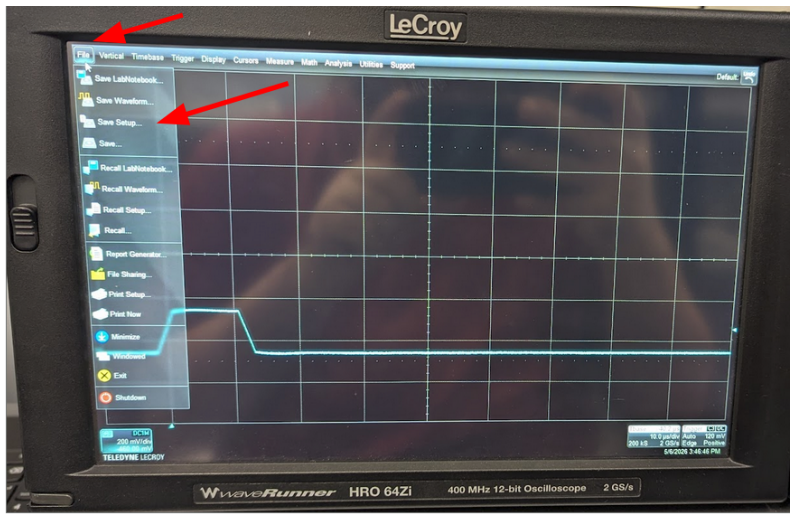 LeCroy
File Vertical Timebase Trigger Display Cursors Measure Math Analysis Utilities Support
Default
Undo
Save LabNotebook...
Save Waveform...
Save Setup...
Save...
Recall LabNotebook...
Recall Waveform...
Recall Setup...
Recall...
Report Generator...
File Sharing...
Print Setup...
Print Now
Minimize
Windowed
Exit
Shutdown
DC1M
200 mV/div
10.0 µs/div Auto 120 mV
200 kS 2 GS/s Edge Positive
TELEDYNE LECROY
5/6/2026 3:46:46 PM
WaveRunner HRO 64Zi 400 MHz 12-bit Oscilloscope 2 GS/s